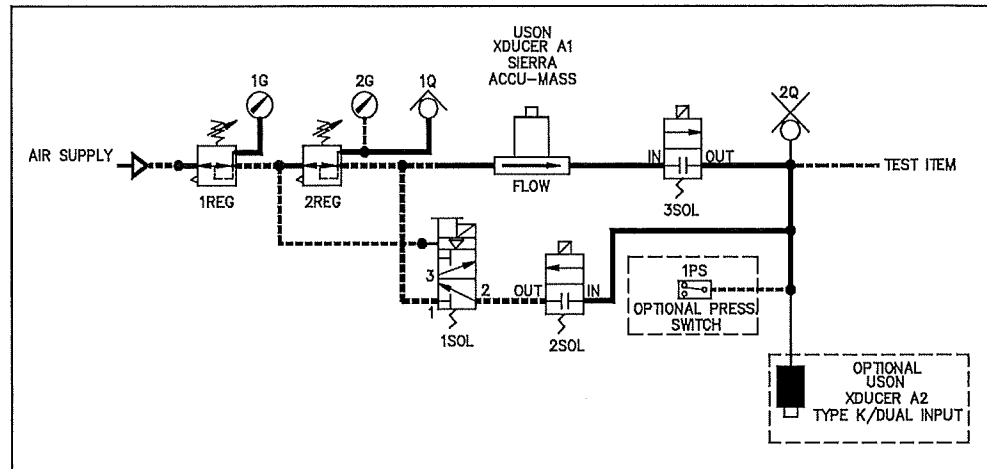 USON
XDUCER A1
SIERRA
ACCU-MASS
1G
2G
1Q
2Q
AIR SUPPLY
IN
OUT
TEST ITEM
1REG
2REG
FLOW
3SOL
3
2
1
OUT
IN
1SOL
2SOL
1PS
OPTIONAL PRESS
SWITCH
OPTIONAL
USON
XDUCER A2
TYPE K/DUAL INPUT